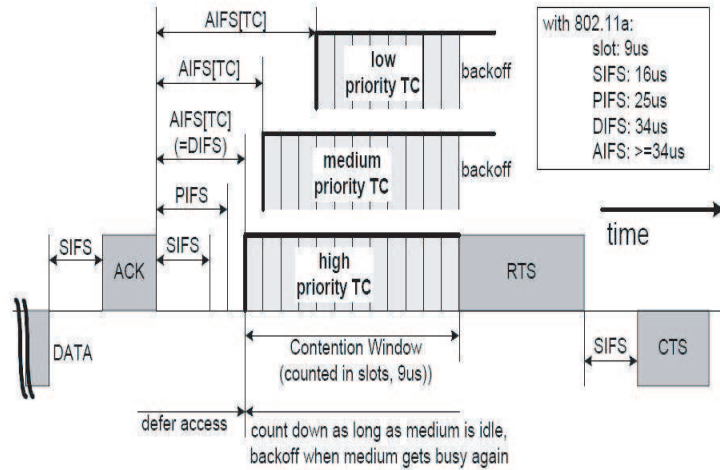 AIFS[TC]
low
priority TC
backoff
with 802.11a:
slot: 9us
SIFS: 16us
PIFS: 25us
DIFS: 34us
AIFS: >=34us
AIFS[TC]
AIFS[TC]
(=DIFS)
medium
priority TC
backoff
PIFS
time
SIFS
ACK
SIFS
high
priority TC
RTS
DATA
Contention Window
(counted in slots, 9us))
SIFS
CTS
defer access
count down as long as medium is idle,
backoff when medium gets busy again